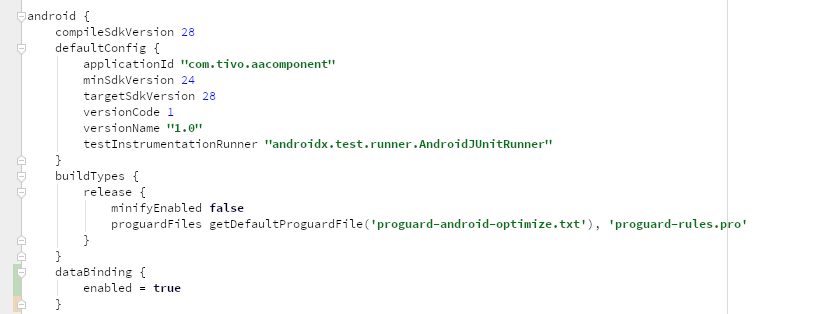 android {
    compileSdkVersion 28
    defaultConfig {
        applicationId "com.tivo.aacomponent"
        minSdkVersion 24
        targetSdkVersion 28
        versionCode 1
        versionName "1.0"
        testInstrumentationRunner "androidx.test.runner.AndroidJUnitRunner"
    }
    buildTypes {
        release {
            minifyEnabled false
            proguardFiles getDefaultProguardFile('proguard-android-optimize.txt'), 'proguard-rules.pro'
        }
    }
    dataBinding {
        enabled = true
    }